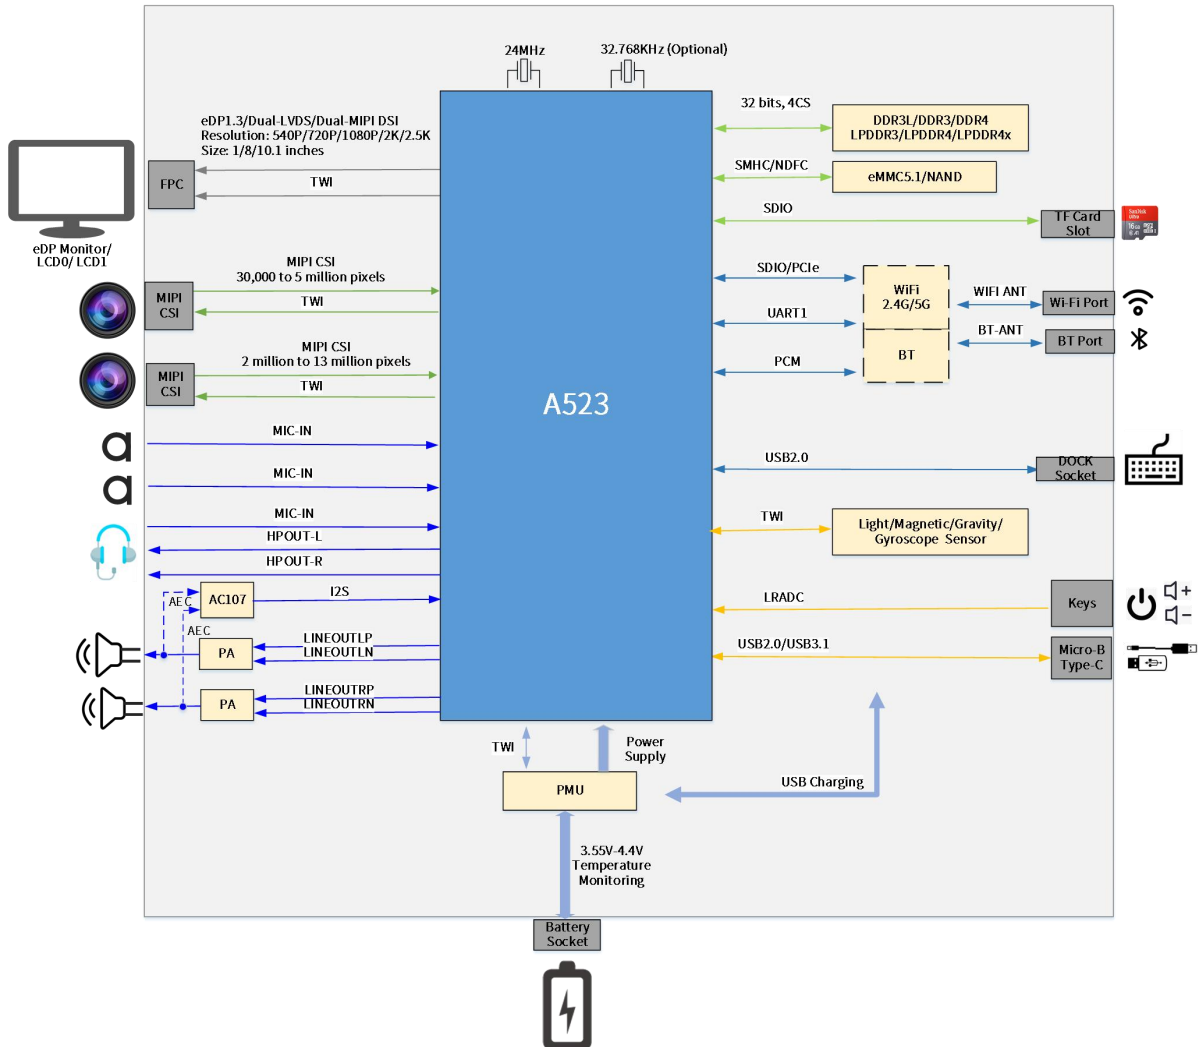 24MHz
32.768KHz (Optional)
eDP1.3/Dual-LVDS/Dual-MIPI DSI
Resolution: 540P/720P/1080P/2K/2.5K
Size: 1/8/10.1 inches
FPC
TWI
eDP Monitor/
LCD0/ LCD1
MIPI CSI
30,000 to 5 million pixels
MIPI
CSI
TWI
MIPI CSI
2 million to 13 million pixels
MIPI
CSI
TWI
MIC-IN
a
MIC-IN
a
MIC-IN
HPOUT-L
HPOUT-R
AEC
AC107
I2S
AEC
PA
LINEOUTLP
LINEOUTLN
PA
LINEOUTRP
LINEOUTRN
A523
32 bits, 4CS
DDR3L/DDR3/DDR4
LPDDR3/LPDDR4/LPDDR4x
SMHC/NDFC
eMMC5.1/NAND
SDIO
TF Card
Slot
SanDisk
Ultra
16GB
SDIO/PCIe
WiFi
2.4G/5G
WIFI ANT
Wi-Fi Port
UART1
BT-ANT
BT Port
BT
PCM
USB2.0
DOCK
Socket
TWI
Light/Magnetic/Gravity/
Gyroscope Sensor
LRADC
Keys
USB2.0/USB3.1
Micro-B
Type-C
TWI
Power
Supply
PMU
USB Charging
3.55V-4.4V
Temperature
Monitoring
Battery
Socket